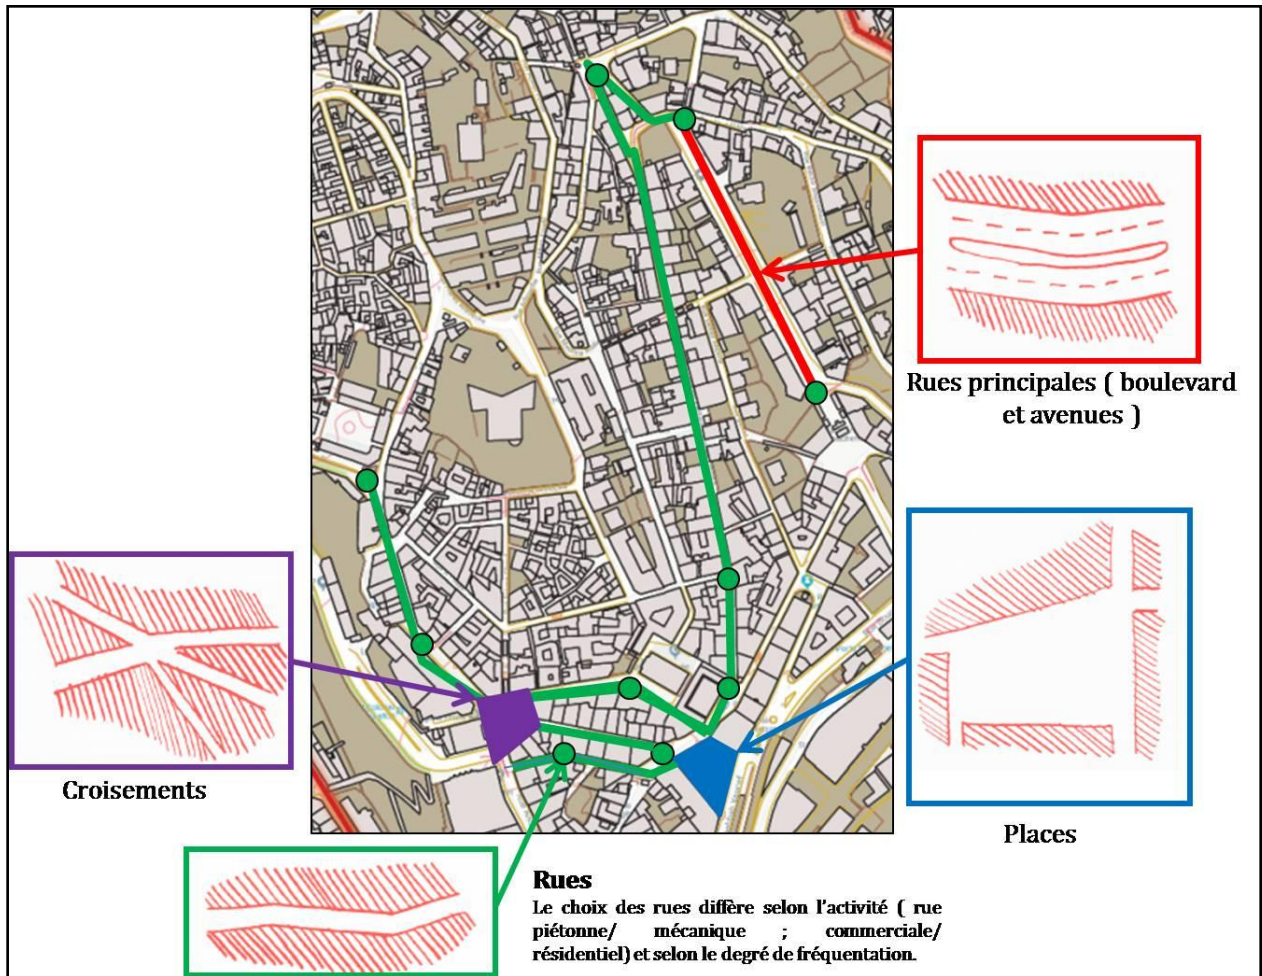 Rues principales ( boulevard
et avenues )
Croisements
Places
Rues
Le choix des rues diffère selon l'activité ( rue
piétonne/ mécanique ; commerciale/
résidentiel) et selon le degré de fréquentation.